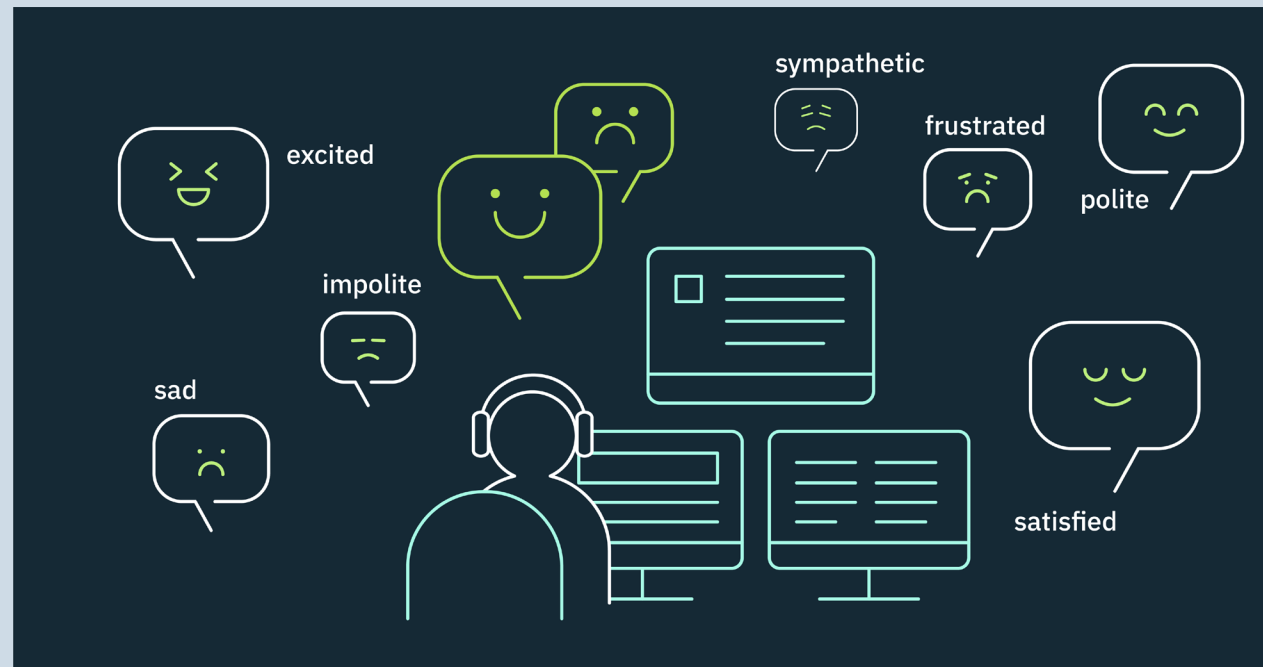 sympathetic
frustrated
excited
polite
impolite
sad
satisfied